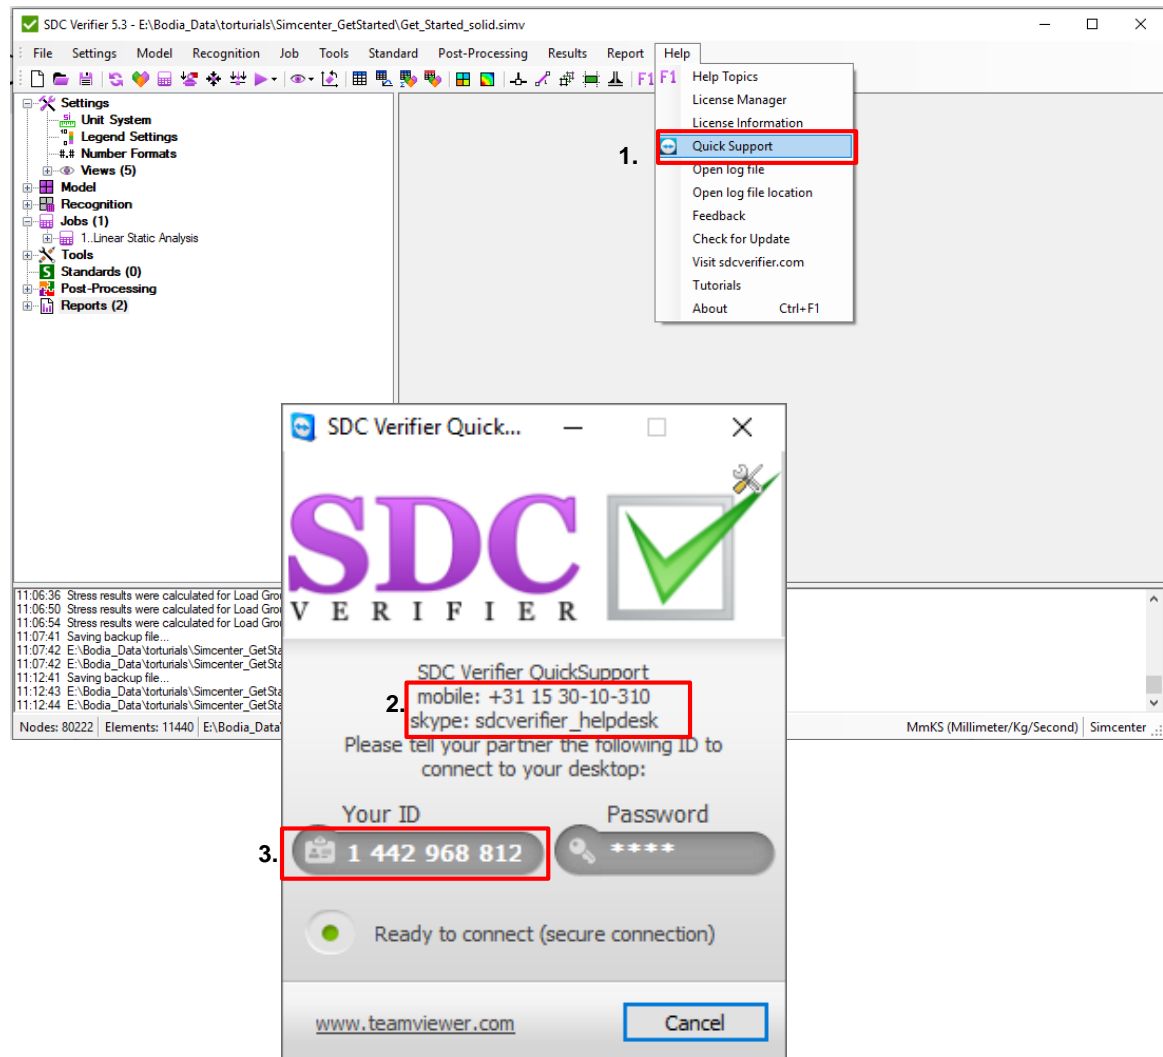 SDC Verifier 5.3 - E:\Bodia_Data\torturials\Simcenter_GetStarted\Get_Started_solid.simv
File Settings Model Recognition Job Tools Standard Post-Processing Results Report Help
F1
Settings
Unit System
Legend Settings
#.# Number Formats
Views (5)
Model
Recognition
Jobs (1)
1..Linear Static Analysis
Tools
Standards (0)
Post-Processing
Reports (2)
F1 Help Topics
License Manager
License Information
1. Quick Support
Open log file
Open log file location
Feedback
Check for Update
Visit sdcverifier.com
Tutorials
About Ctrl+F1
11:06:36 Stress results were calculated for Load Grou
11:06:50 Stress results were calculated for Load Grou
11:06:54 Stress results were calculated for Load Grou
11:07:41 Saving backup file...
11:07:42 E:\Bodia_Data\torturials\Simcenter_GetSta
11:07:42 E:\Bodia_Data\torturials\Simcenter_GetSta
11:12:41 Saving backup file...
11:12:43 E:\Bodia_Data\torturials\Simcenter_GetSta
11:12:44 E:\Bodia_Data\torturials\Simcenter_GetSta
Nodes: 80222 Elements: 11440 E:\Bodia_Data\ MmKS (Millimeter/Kg/Second) Simcenter
SDC Verifier Quick...
SDC
VERIFIER
SDC Verifier QuickSupport
2. mobile: +31 15 30-10-310
skype: sdcverifier_helpdesk
Please tell your partner the following ID to
connect to your desktop:
Your ID Password
3. 1 442 968 812 ****
Ready to connect (secure connection)
www.teamviewer.com Cancel